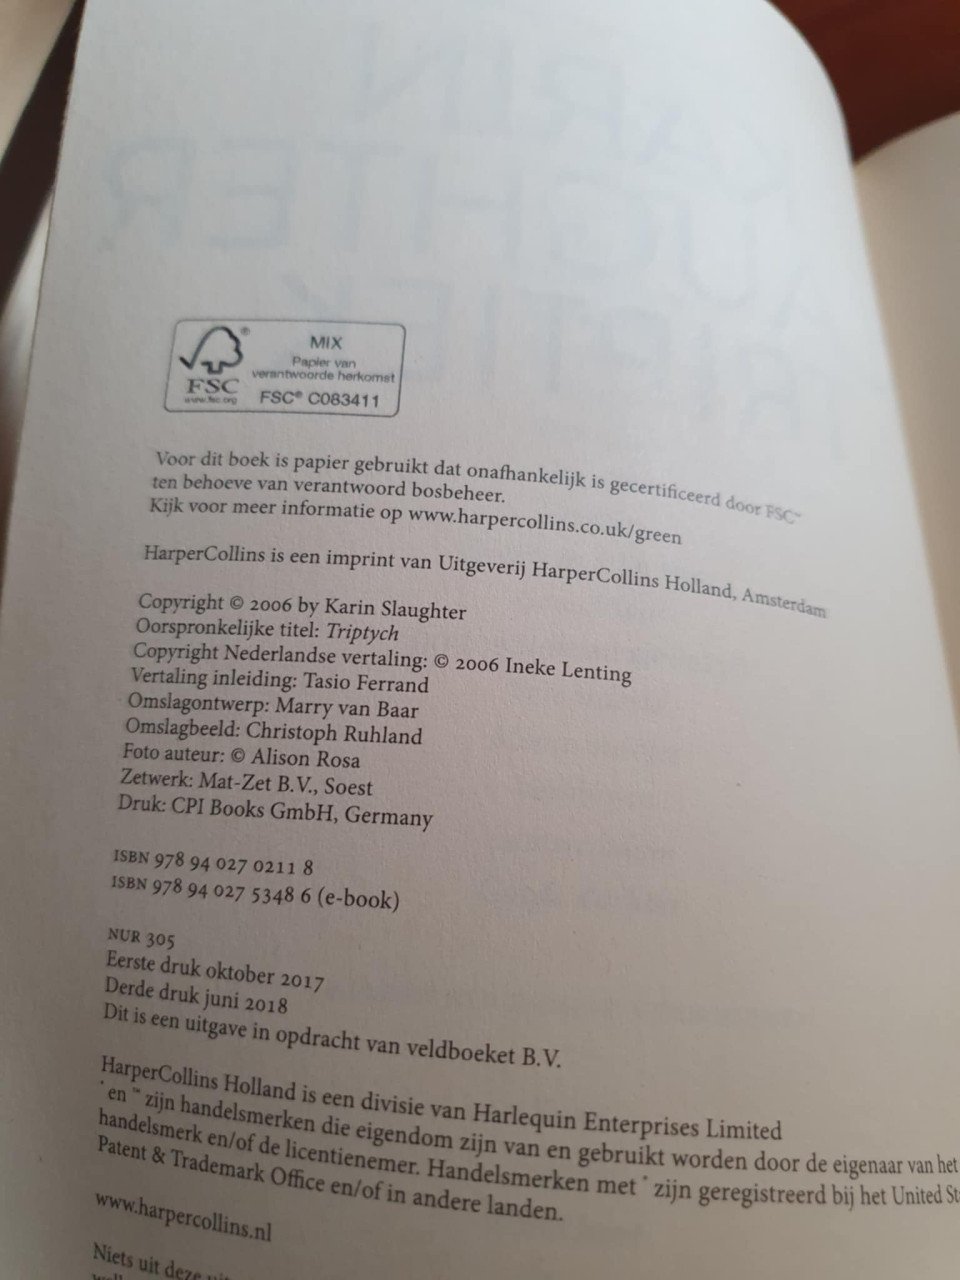 MIX
Papier van
verantwoorde herkomst
FSC® C083411
FSC
www.fsc.org
Voor dit boek is papier gebruikt dat onafhankelijk is gecertificeerd door FSC™
ten behoeve van verantwoord bosbeheer.
Kijk voor meer informatie op www.harpercollins.co.uk/green
HarperCollins is een imprint van Uitgeverij HarperCollins Holland, Amsterdam
Copyright © 2006 by Karin Slaughter
Oorspronkelijke titel: Triptych
Copyright Nederlandse vertaling: © 2006 Ineke Lenting
Vertaling inleiding: Tasio Ferrand
Omslagontwerp: Marry van Baar
Omslagbeeld: Christoph Ruhland
Foto auteur: © Alison Rosa
Zetwerk: Mat-Zet B.V., Soest
Druk: CPI Books GmbH, Germany
ISBN 978 94 027 0211 8
ISBN 978 94 027 5348 6 (e-book)
NUR 305
Eerste druk oktober 2017
Derde druk juni 2018
Dit is een uitgave in opdracht van veldboeket B.V.
HarperCollins Holland is een divisie van Harlequin Enterprises Limited
® en ™ zijn handelsmerken die eigendom zijn van en gebruikt worden door de eigenaar van het
handelsmerk en/of de licentienemer. Handelsmerken met ® zijn geregistreerd bij het United St
Patent & Trademark Office en/of in andere landen.
www.harpercollins.nl
Niets uit deze